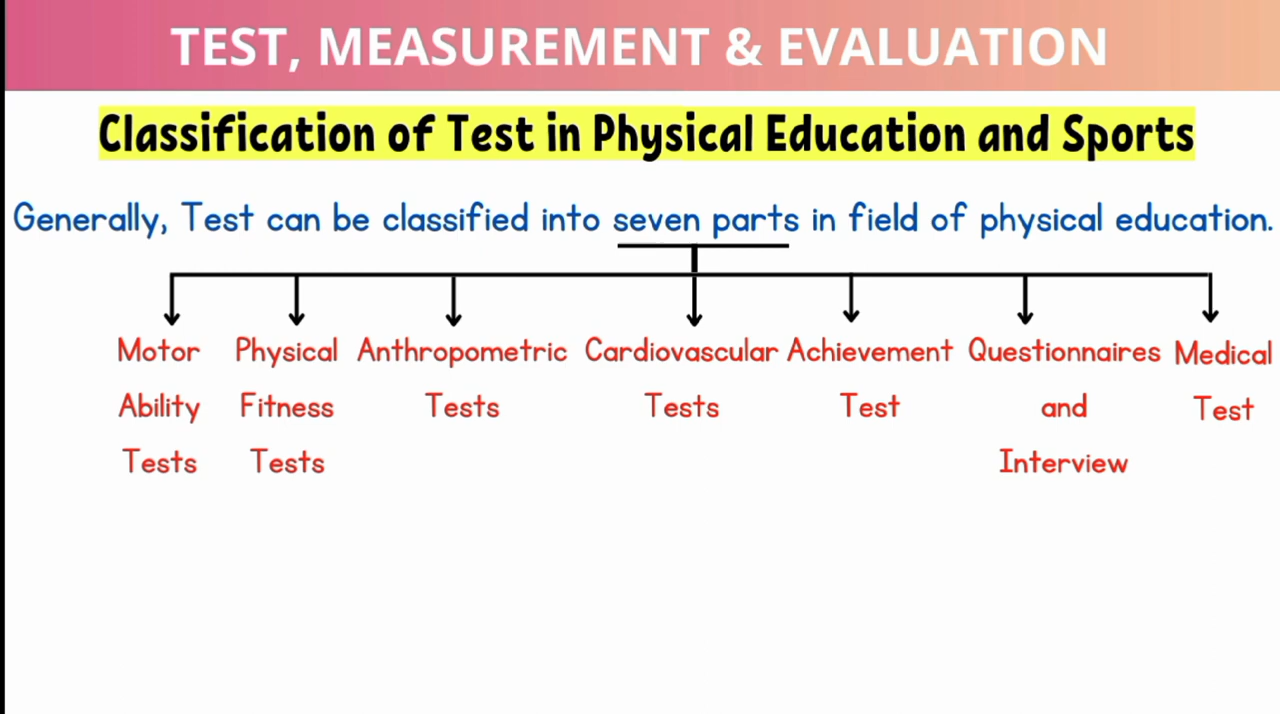 TEST, MEASUREMENT & EVALUATION
Classification of Test in Physical Education and Sports
Generally, Test can be classified into seven parts in field of physical education.
Motor
Ability
Tests
Physical
Fitness
Tests
Anthropometric
Tests
Cardiovascular
Tests
Achievement
Test
Questionnaires
and
Interview
Medical
Test